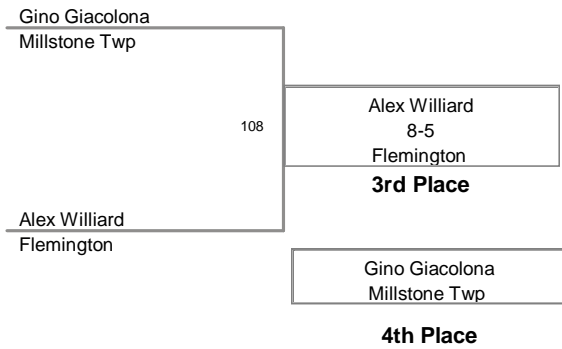 Gino Giacolona
Millstone Twp
108
Alex Williard
8-5
Flemington
3rd Place
Alex Williard
Flemington
Gino Giacolona
Millstone Twp
4th Place